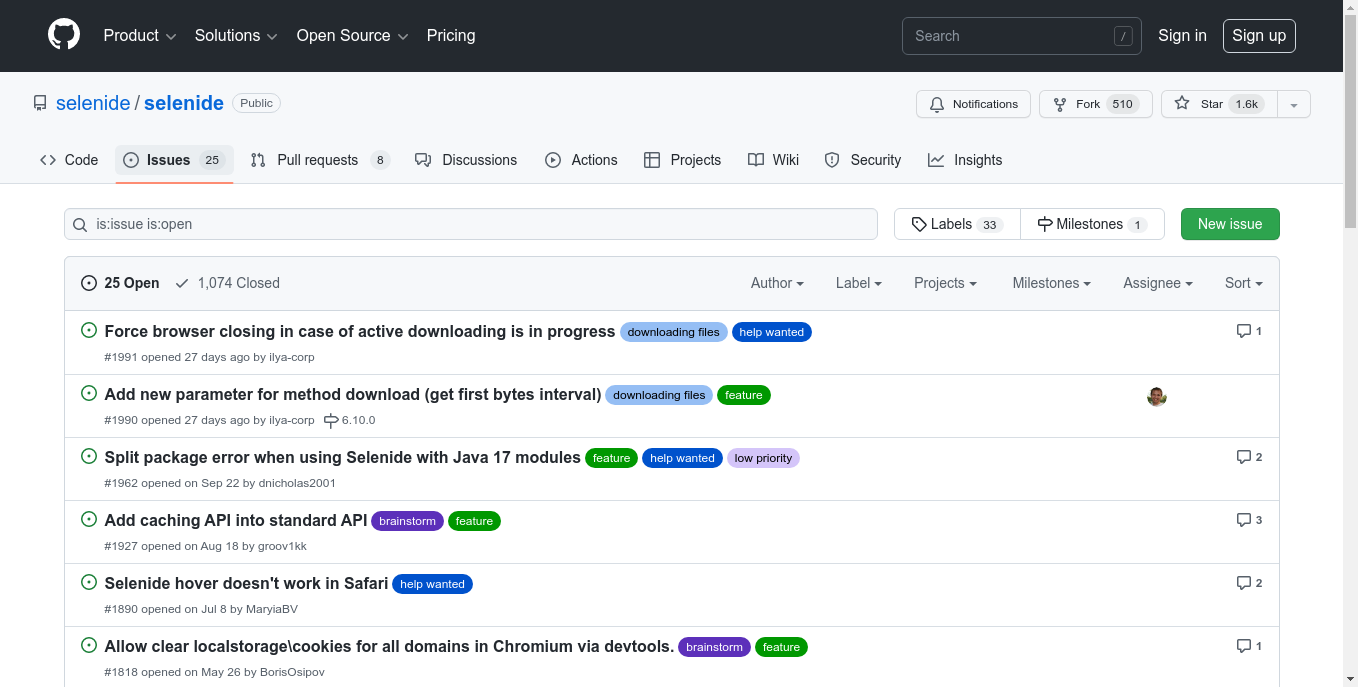 Product Solutions Open Source Pricing Search / Sign in Sign up
selenide / selenide Public Notifications Fork 510 Star 1.6k
Code Issues 25 Pull requests 8 Discussions Actions Projects Wiki Security Insights
is:issue is:open Labels 33 Milestones 1 New issue
25 Open 1,074 Closed Author Label Projects Milestones Assignee Sort
Force browser closing in case of active downloading is in progress downloading files help wanted 1
#1991 opened 27 days ago by ilya-corp
Add new parameter for method download (get first bytes interval) downloading files feature
#1990 opened 27 days ago by ilya-corp 6.10.0
Split package error when using Selenide with Java 17 modules feature help wanted low priority 2
#1962 opened on Sep 22 by dnicholas2001
Add caching API into standard API brainstorm feature 3
#1927 opened on Aug 18 by groov1kk
Selenide hover doesn't work in Safari help wanted 2
#1890 opened on Jul 8 by MaryiaBV
Allow clear localstorage\cookies for all domains in Chromium via devtools. brainstorm feature 1
#1818 opened on May 26 by BorisOsipov